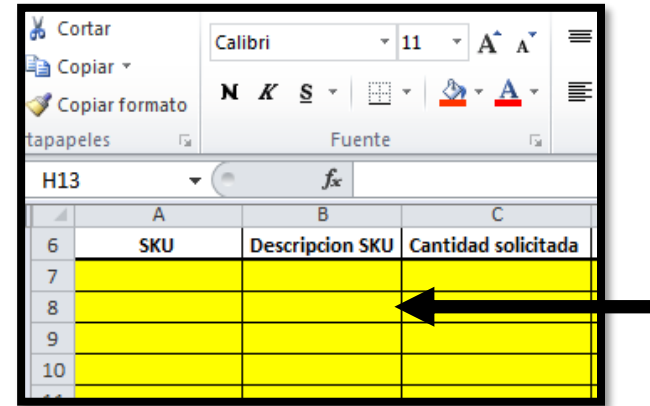 Cortar
Copiar
Copiar formato
tapapeles
Calibri 11 A A
N K S A
Fuente
H13 fx
A B C
6 SKU Descripcion SKU Cantidad solicitada
7
8
9
10